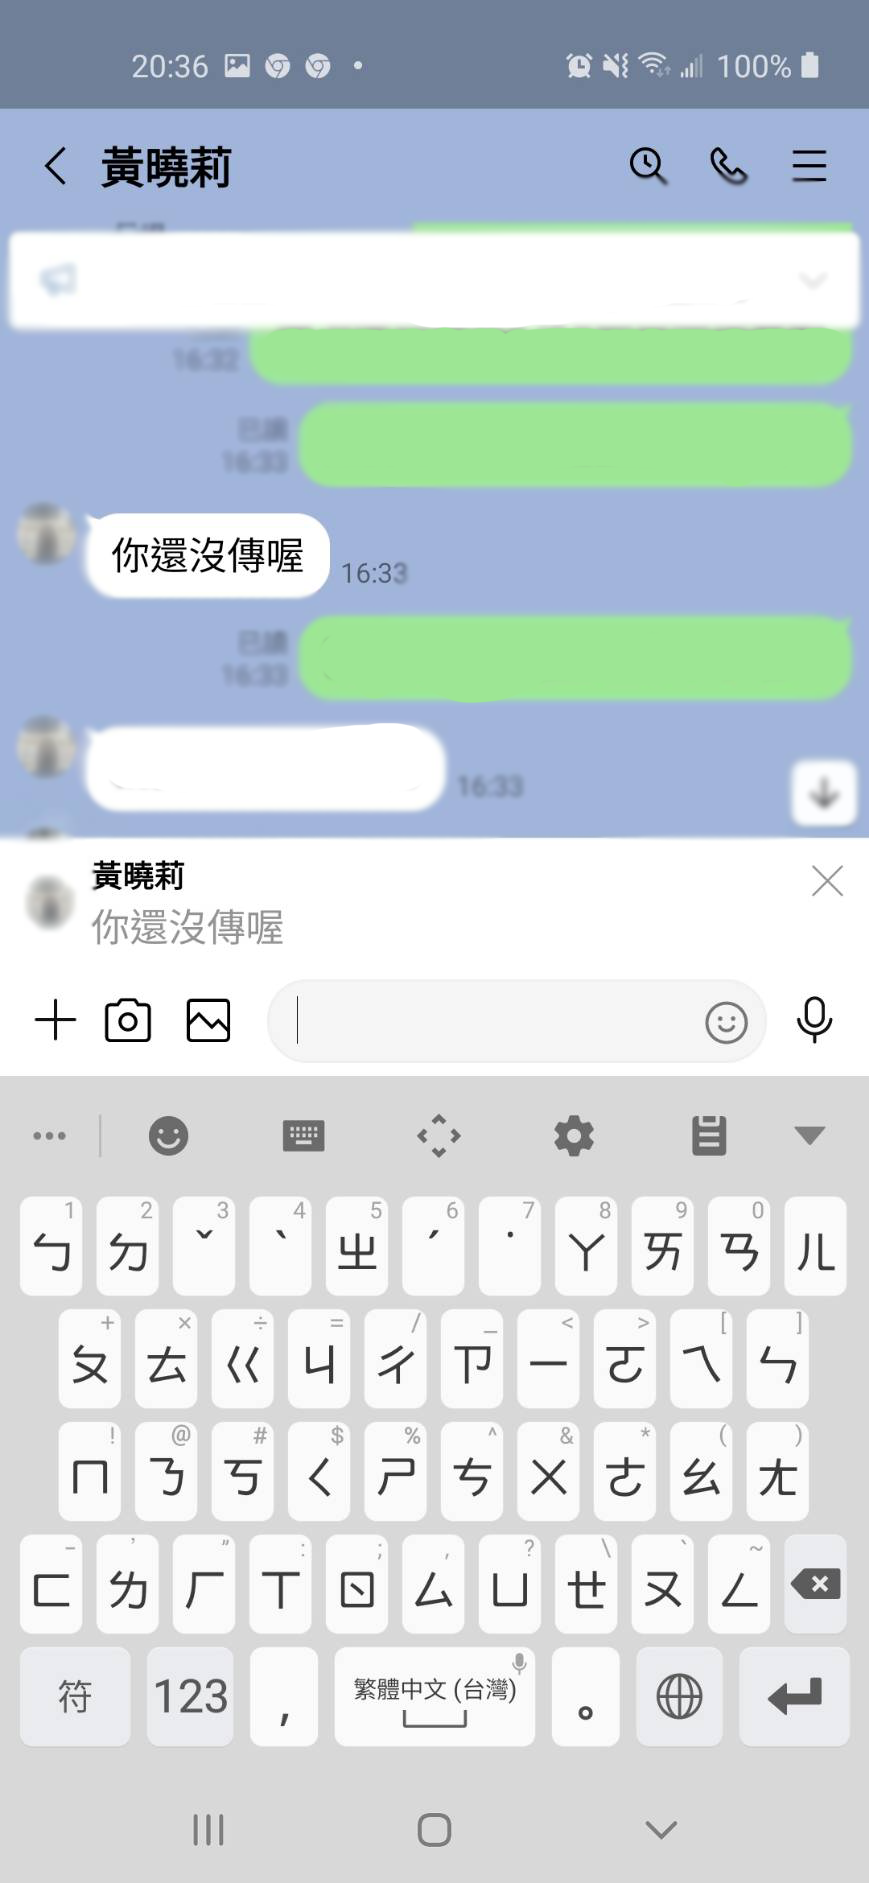 20:36 100%
黃曉莉
16:32
已讀
16:33
你還沒傳喔 16:33
已讀
16:33
16:33
黃曉莉
你還沒傳喔
1 2 3 4 5 6 7 8 9 0
ㄅ ㄉ ˇ ˋ ㄓ ˊ ˙ ㄚ ㄞ ㄢ ㄦ
+ × ÷ = / _ < > [ ]
ㄆ ㄊ ㄍ ㄐ ㄔ ㄗ ㄧ ㄛ ㄟ ㄣ
! @ # $ % ^ & * ( )
ㄇ ㄋ ㄎ ㄑ ㄕ ㄘ ㄨ ㄜ ㄠ ㄤ
- ' " : ; , ? \ ` ~
ㄈ ㄌ ㄏ ㄒ ㄖ ㄙ ㄩ ㄝ ㄡ ㄥ
符 123 , 繁體中文 (台灣) 。